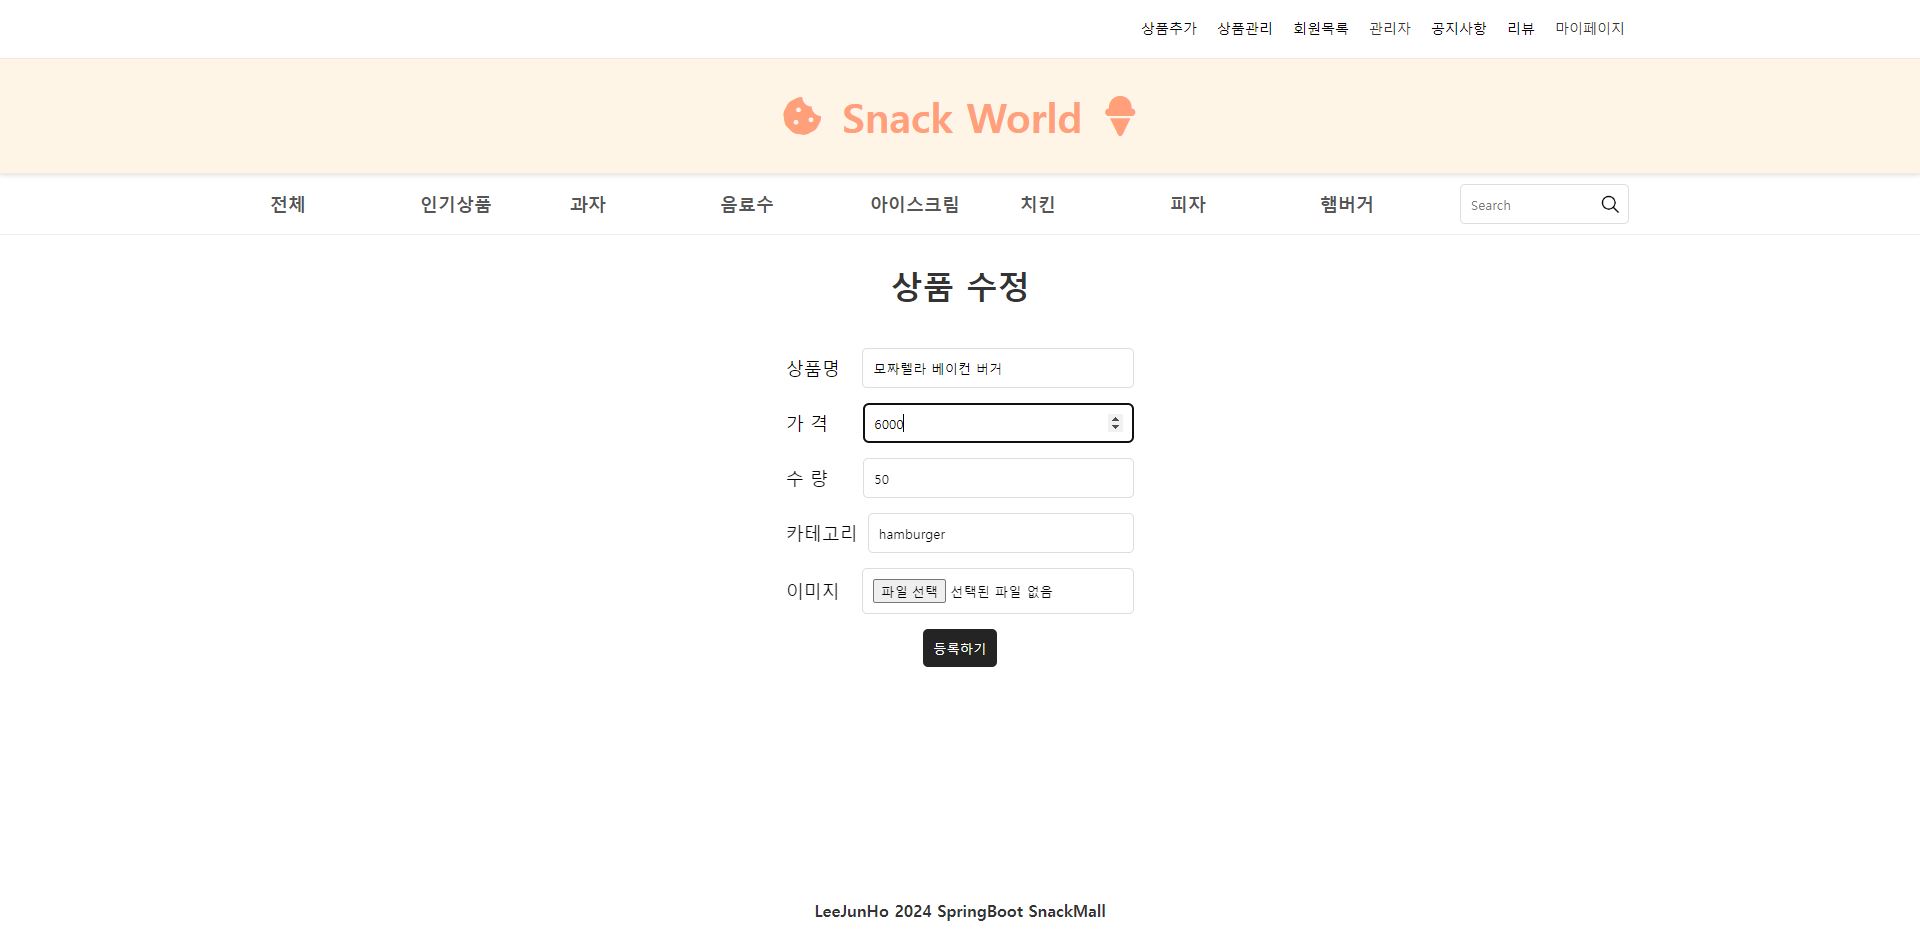 상품추가 상품관리 회원목록 관리자 공지사항 리뷰 마이페이지
Snack World
전체 인기상품 과자 음료수 아이스크림 치킨 피자 햄버거 Search
상품 수정
상품명 모짜렐라 베이컨 버거
가 격 6000
수 량 50
카테고리 hamburger
이미지 파일 선택 선택된 파일 없음
등록하기
LeeJunHo 2024 SpringBoot SnackMall